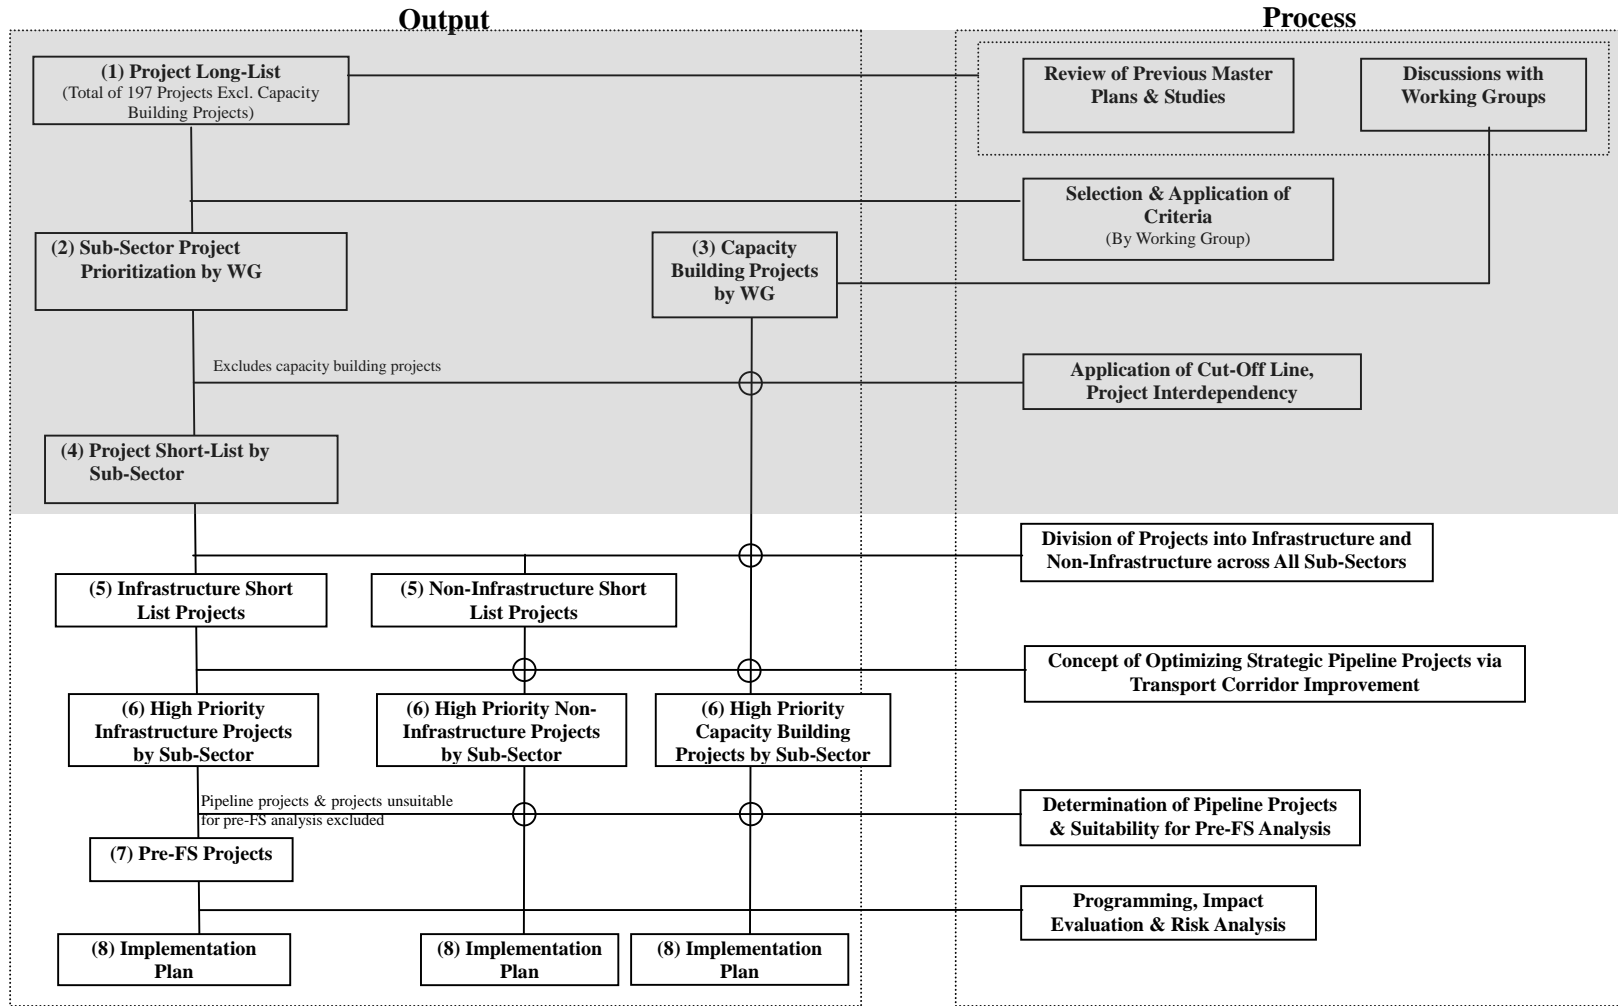 Output
Process
(1) Project Long-List
(Total of 197 Projects Excl. Capacity
Building Projects)
Review of Previous Master
Plans & Studies
Discussions with
Working Groups
Selection & Application of
Criteria
(By Working Group)
(2) Sub-Sector Project
Prioritization by WG
(3) Capacity
Building Projects
by WG
Excludes capacity building projects
Application of Cut-Off Line,
Project Interdependency
(4) Project Short-List by
Sub-Sector
Division of Projects into Infrastructure and
Non-Infrastructure across All Sub-Sectors
(5) Infrastructure Short
List Projects
(5) Non-Infrastructure Short
List Projects
Concept of Optimizing Strategic Pipeline Projects via
Transport Corridor Improvement
(6) High Priority
Infrastructure Projects
by Sub-Sector
(6) High Priority Non-
Infrastructure Projects
by Sub-Sector
(6) High Priority
Capacity Building
Projects by Sub-Sector
Pipeline projects & projects unsuitable
for pre-FS analysis excluded
Determination of Pipeline Projects
& Suitability for Pre-FS Analysis
(7) Pre-FS Projects
Programming, Impact
Evaluation & Risk Analysis
(8) Implementation
Plan
(8) Implementation
Plan
(8) Implementation
Plan